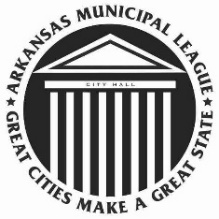 ★ ARKANSAS MUNICIPAL LEAGUE ★
GREAT CITIES MAKE A GREAT STATE
CITY HALL